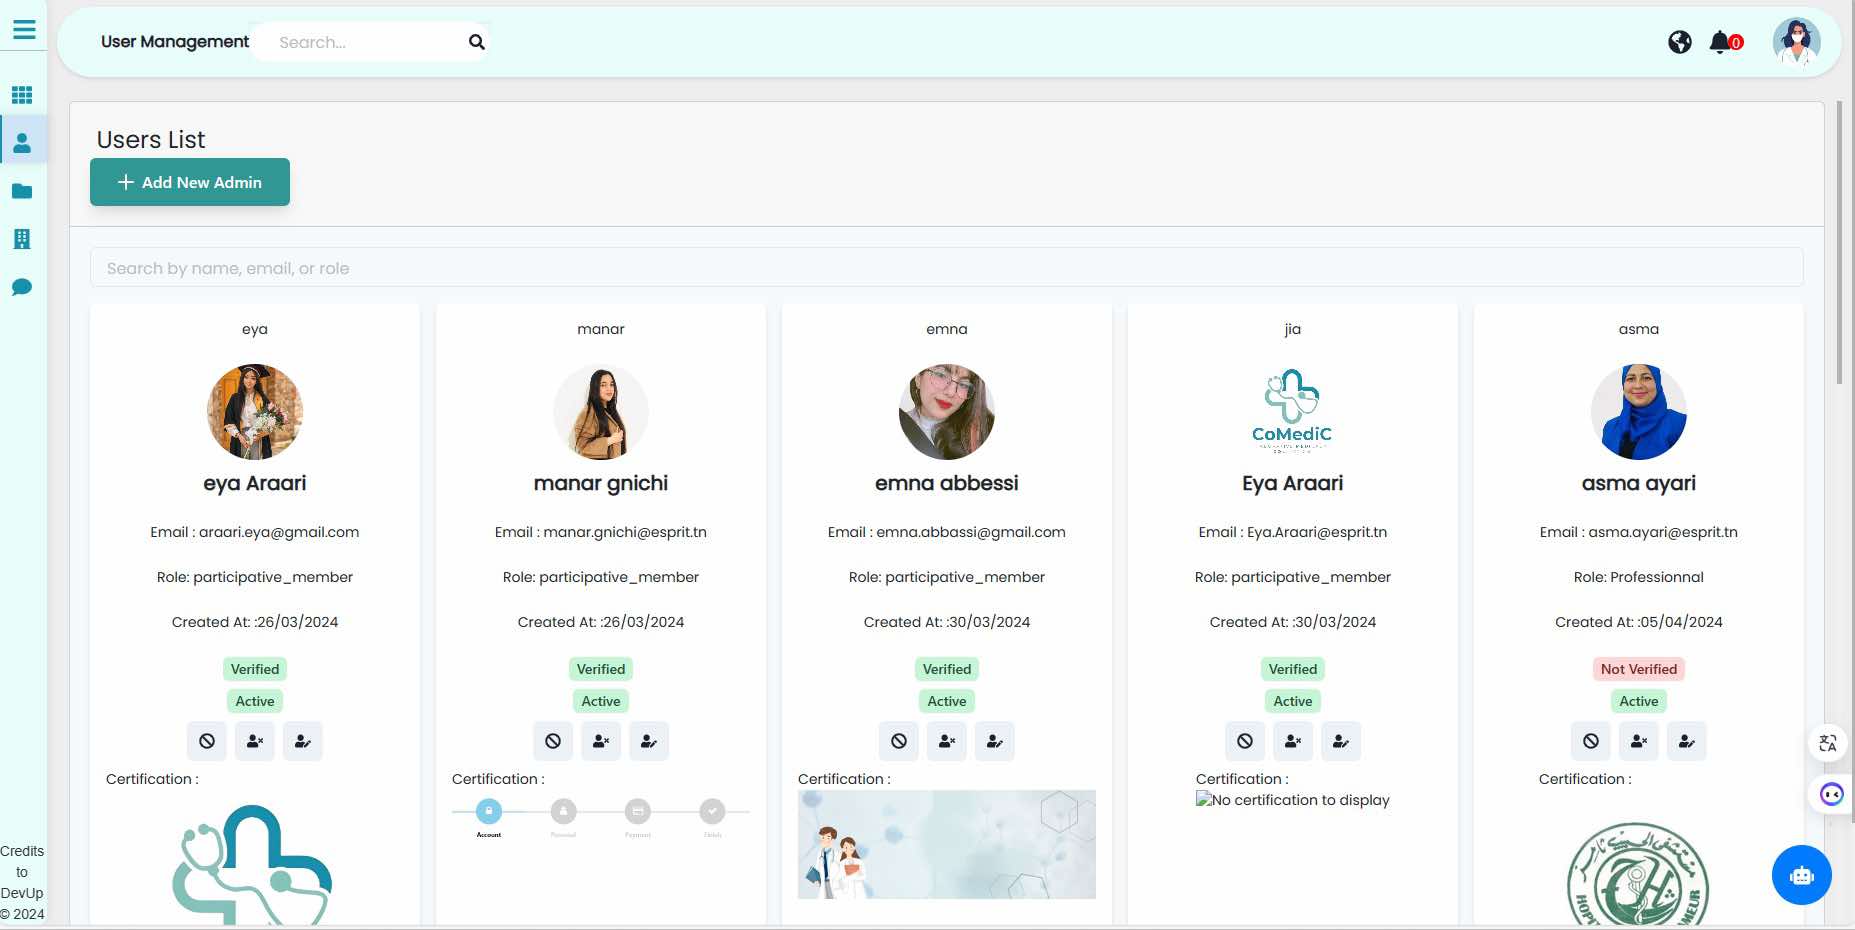 User Management
Search...
0
Users List
Add New Admin
Search by name, email, or role
eya
eya Araari
Email : araari.eya@gmail.com
Role: participative_member
Created At: :26/03/2024
Verified
Active
Certification :
manar
manar gnichi
Email : manar.gnichi@esprit.tn
Role: participative_member
Created At: :26/03/2024
Verified
Active
Certification :
Account
Personal
Payment
Finish
emna
emna abbessi
Email : emna.abbassi@gmail.com
Role: participative_member
Created At: :30/03/2024
Verified
Active
Certification :
jia
CoMediC
Eya Araari
Email : Eya.Araari@esprit.tn
Role: participative_member
Created At: :30/03/2024
Verified
Active
Certification :
No certification to display
asma
asma ayari
Email : asma.ayari@esprit.tn
Role: Professionnal
Created At: :05/04/2024
Not Verified
Active
Certification :
Credits
to
DevUp
© 2024